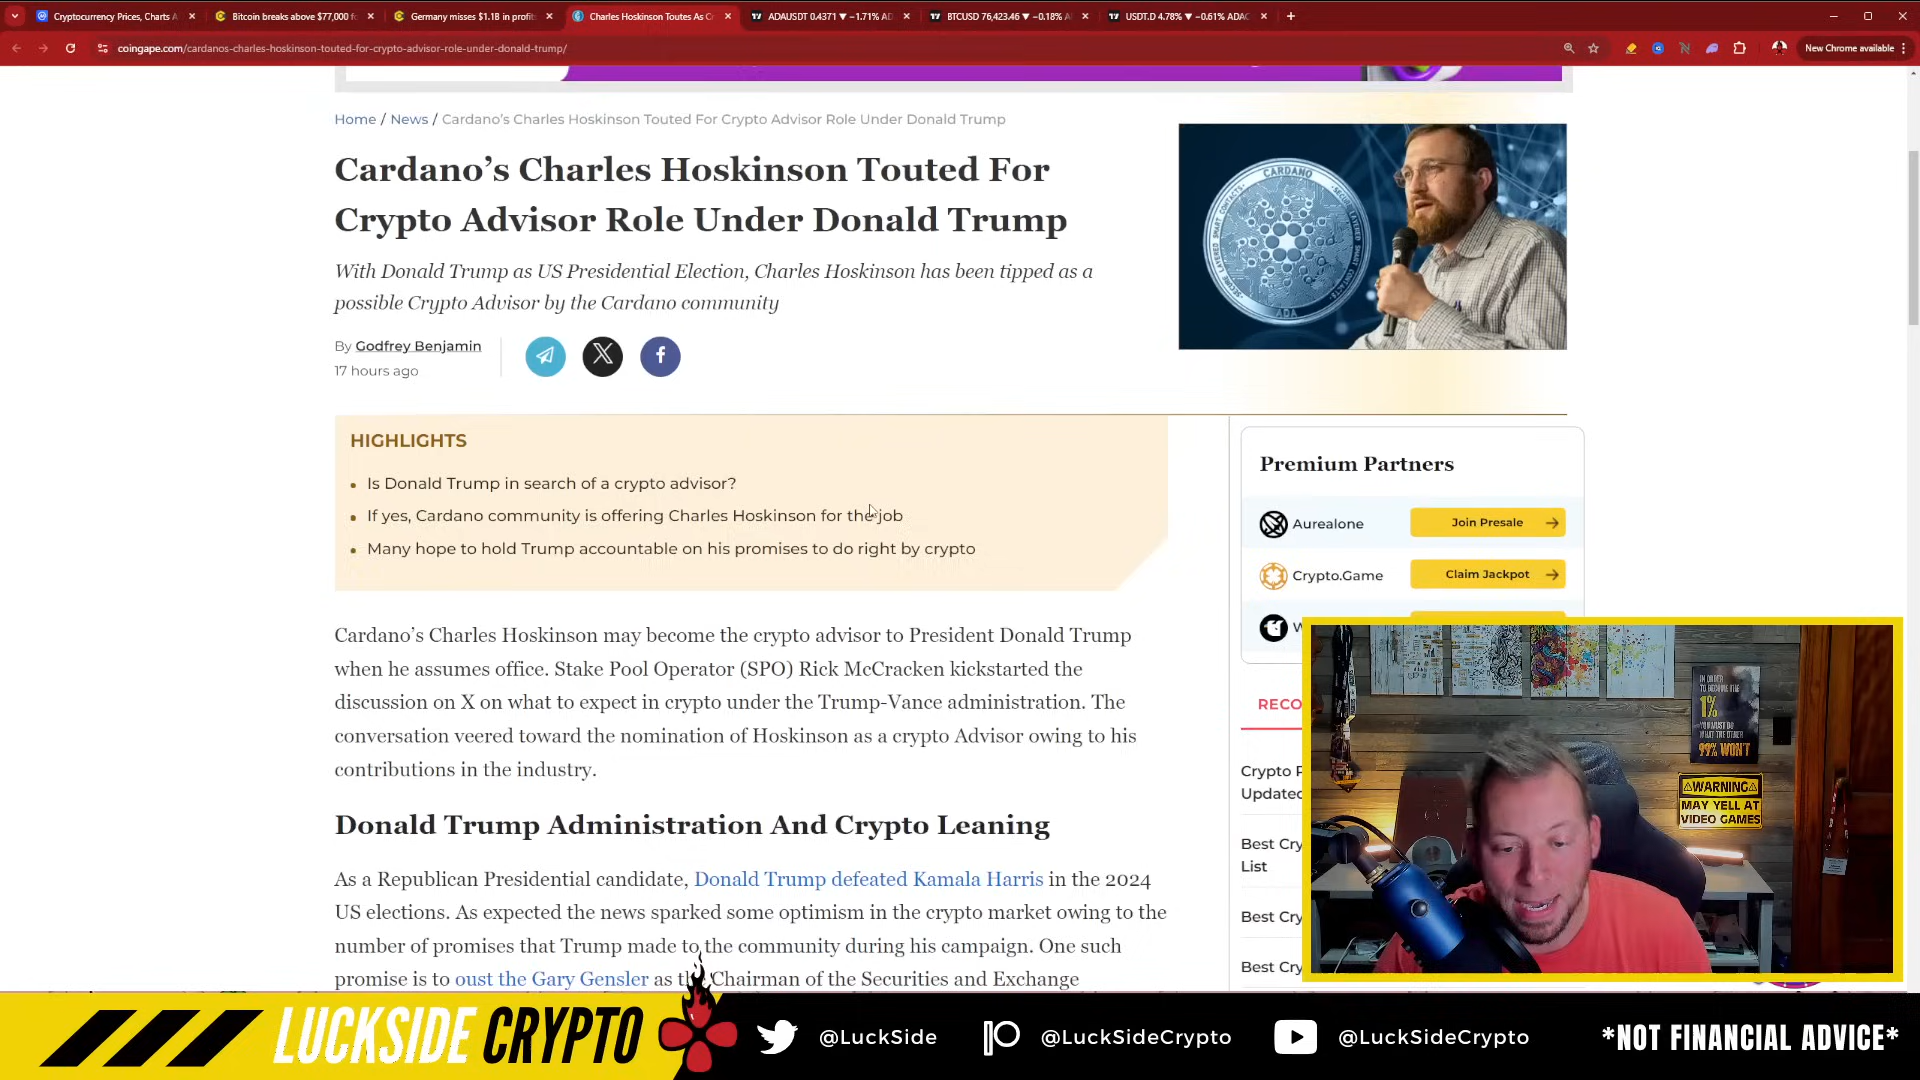 Cryptocurrency Prices, Charts A
Bitcoin breaks above $77,000 f
Germany misses $1.1B in profit
Charles Hoskinson Toutes As C
ADAUSDT 0.4371 ▼ −1.71% AD
BTCUSD 76,423.46 ▼ −0.18% A
USDT.D 4.78% ▼ −0.61% ADA
coingape.com/cardanos-charles-hoskinson-touted-for-crypto-advisor-role-under-donald-trump/
New Chrome available
Home / News / Cardano's Charles Hoskinson Touted For Crypto Advisor Role Under Donald Trump
Cardano's Charles Hoskinson Touted For
Crypto Advisor Role Under Donald Trump
With Donald Trump as US Presidential Election, Charles Hoskinson has been tipped as a
possible Crypto Advisor by the Cardano community
By Godfrey Benjamin
17 hours ago
CARDANO
ADA
HIGHLIGHTS
• Is Donald Trump in search of a crypto advisor?
• If yes, Cardano community is offering Charles Hoskinson for the job
• Many hope to hold Trump accountable on his promises to do right by crypto
Cardano's Charles Hoskinson may become the crypto advisor to President Donald Trump
when he assumes office. Stake Pool Operator (SPO) Rick McCracken kickstarted the
discussion on X on what to expect in crypto under the Trump-Vance administration. The
conversation veered toward the nomination of Hoskinson as a crypto Advisor owing to his
contributions in the industry.
Donald Trump Administration And Crypto Leaning
As a Republican Presidential candidate, Donald Trump defeated Kamala Harris in the 2024
US elections. As expected the news sparked some optimism in the crypto market owing to the
number of promises that Trump made to the community during his campaign. One such
promise is to oust the Gary Gensler as the Chairman of the Securities and Exchange
Premium Partners
Aurealone
Join Presale
Crypto.Game
Claim Jackpot
W
RECO
Crypto P
Updated
Best Cry
List
Best Cry
Best Cry
IN ORDER
TO BECOME THE
1%
YOU MUST DO
WHAT THE OTHER
99% WON'T
WARNING
MAY YELL AT
VIDEO GAMES
LUCKSIDE CRYPTO
@LuckSide
@LuckSideCrypto
@LuckSideCrypto
*NOT FINANCIAL ADVICE*